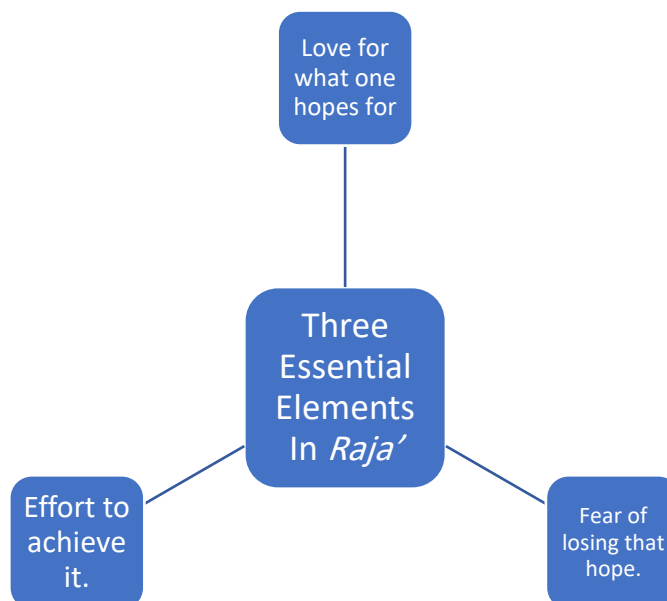 Love for
what one
hopes for
Three
Essential
Elements
In Raja’
Effort to
achieve
it.
Fear of
losing that
hope.